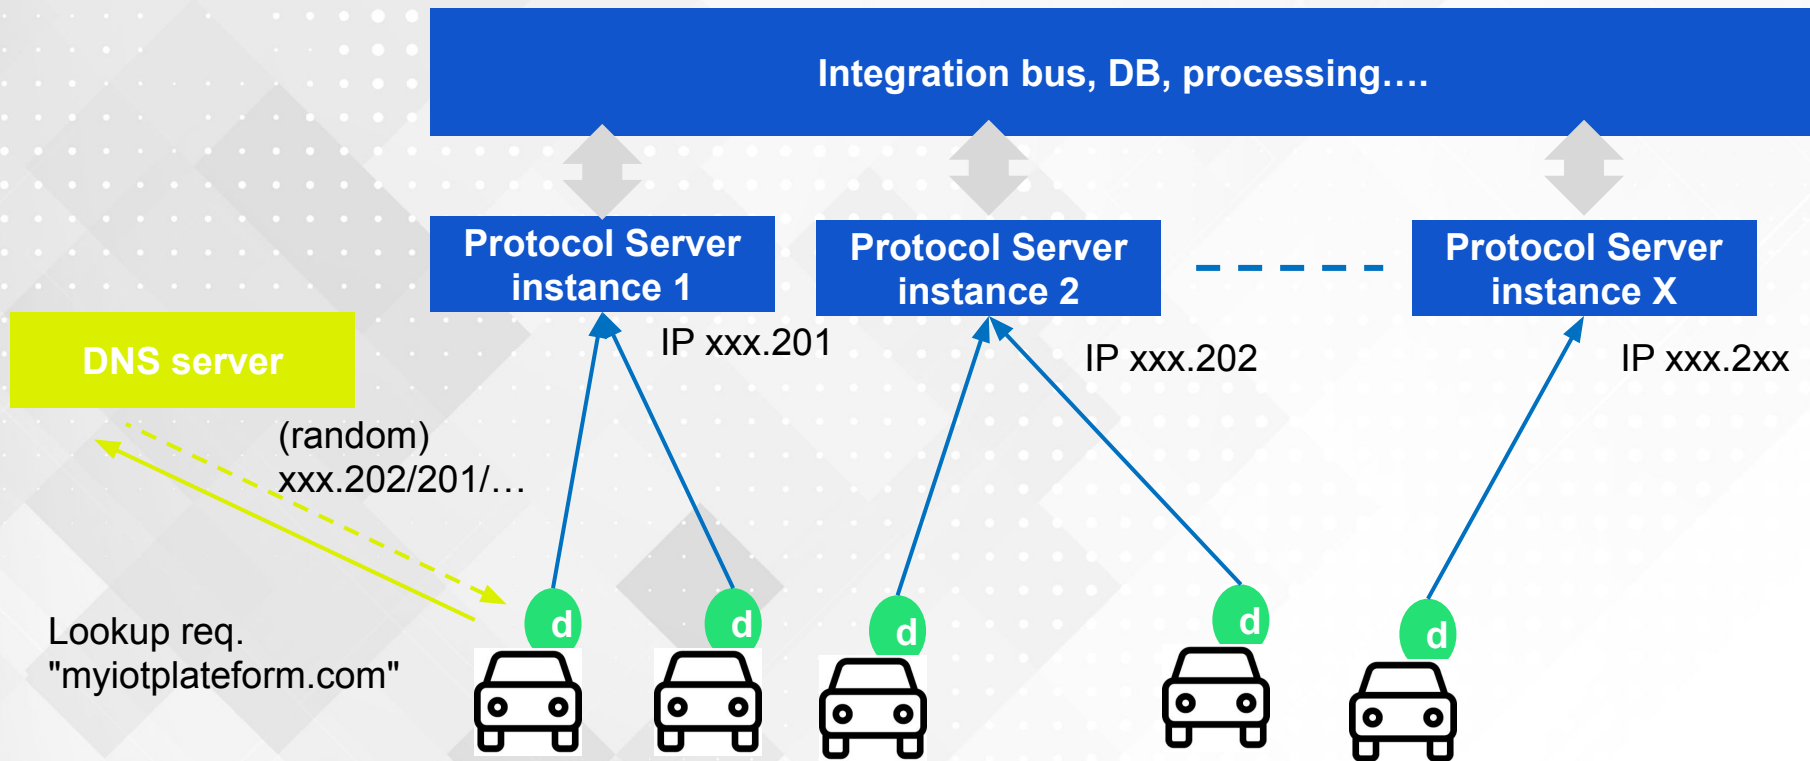 Integration bus, DB, processing….
Protocol Server
instance 1
Protocol Server
instance 2
Protocol Server
instance X
IP xxx.201
IP xxx.202
IP xxx.2xx
DNS server
(random)
xxx.202/201/…
Lookup req.
"myiotplateform.com"
d
d
d
d
d